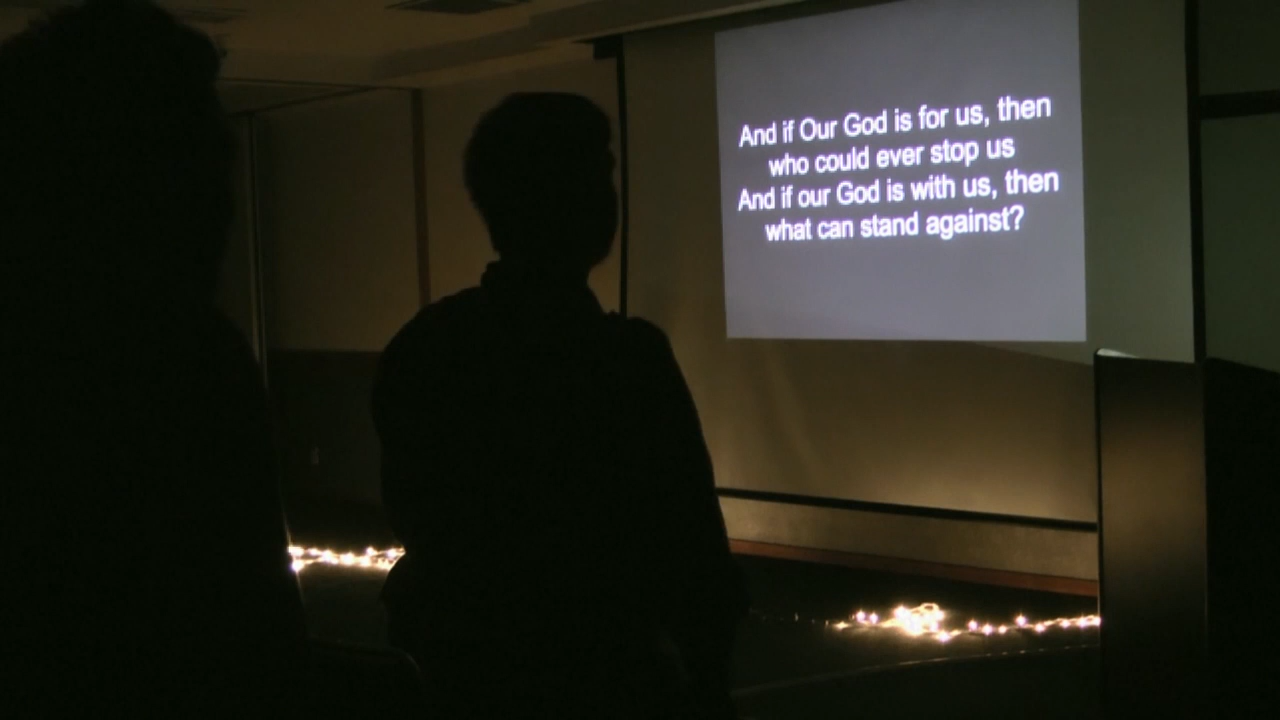 And if Our God is for us, then
who could ever stop us
And if our God is with us, then
what can stand against?